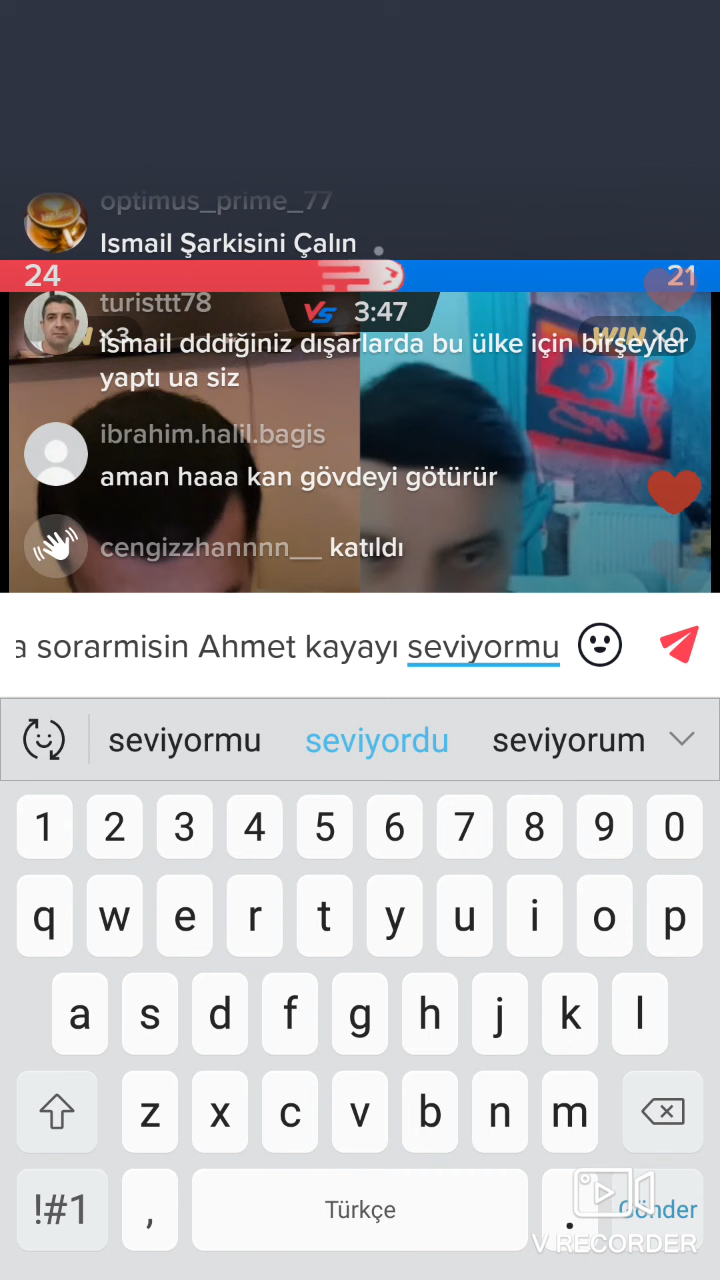 optimus_prime_77
Ismail Şarkisini Çalın
24
21
turisttt78
VS 3:47
×3
WIN ×0
ismail dddiğiniz dışarlarda bu ülke için birşeyler
yaptı ua siz
ibrahim.halil.bagis
aman haaa kan gövdeyi götürür
cengizzhannnn__ katıldı
a sorarmisin Ahmet kayayı seviyormu
seviyormu seviyordu seviyorum
1 2 3 4 5 6 7 8 9 0
q w e r t y u i o p
a s d f g h j k l
z x c v b n m
!#1 , Türkçe . Gönder
V RECORDER